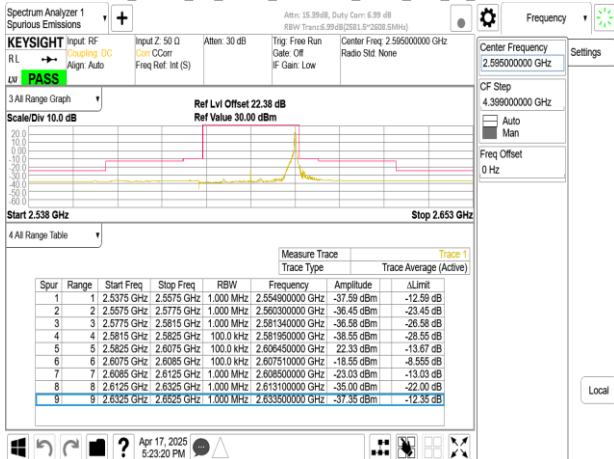 Spectrum Analyzer 1
Spurious Emissions
Attn: 15.39dB, Duty Corr: 6.99 dB
RBW Trans:6.99 dB(2581.5~2608.5MHz)
Frequency
KEYSIGHT
RL
LXI
PASS
Input: RF
Coupling: DC
Align: Auto
Input Z: 50 Ω
Corr CCorr
Freq Ref: Int (S)
Atten: 30 dB
Trig: Free Run
Gate: Off
IF Gain: Low
Center Freq: 2.595000000 GHz
Radio Std: None
Center Frequency
2.595000000 GHz
Settings
CF Step
4.399000000 GHz
Auto
Man
Freq Offset
0 Hz
3 All Range Graph
Scale/Div 10.0 dB
Ref Lvl Offset 22.38 dB
Ref Value 30.00 dBm
20.0
10.0
0.00
-10.0
-20.0
-30.0
-40.0
-50.0
-60.0
Start 2.538 GHz
Stop 2.653 GHz
4 All Range Table
Measure Trace Trace 1
Trace Type Trace Average (Active)
Spur Range Start Freq Stop Freq RBW Frequency Amplitude ΔLimit
1 1 2.5375 GHz 2.5575 GHz 1.000 MHz 2.554900000 GHz -37.59 dBm -12.59 dB
2 2 2.5575 GHz 2.5775 GHz 1.000 MHz 2.560300000 GHz -36.45 dBm -23.45 dB
3 3 2.5775 GHz 2.5815 GHz 1.000 MHz 2.581340000 GHz -36.58 dBm -26.58 dB
4 4 2.5815 GHz 2.5825 GHz 100.0 kHz 2.581950000 GHz -38.55 dBm -28.55 dB
5 5 2.5825 GHz 2.6075 GHz 100.0 kHz 2.606450000 GHz 22.33 dBm -13.67 dB
6 6 2.6075 GHz 2.6085 GHz 100.0 kHz 2.607510000 GHz -18.55 dBm -8.555 dB
7 7 2.6085 GHz 2.6125 GHz 1.000 MHz 2.608500000 GHz -23.03 dBm -13.03 dB
8 8 2.6125 GHz 2.6325 GHz 1.000 MHz 2.613100000 GHz -35.00 dBm -22.00 dB
9 9 2.6325 GHz 2.6525 GHz 1.000 MHz 2.633500000 GHz -37.35 dBm -12.35 dB
Local
Apr 17, 2025
5:23:20 PM